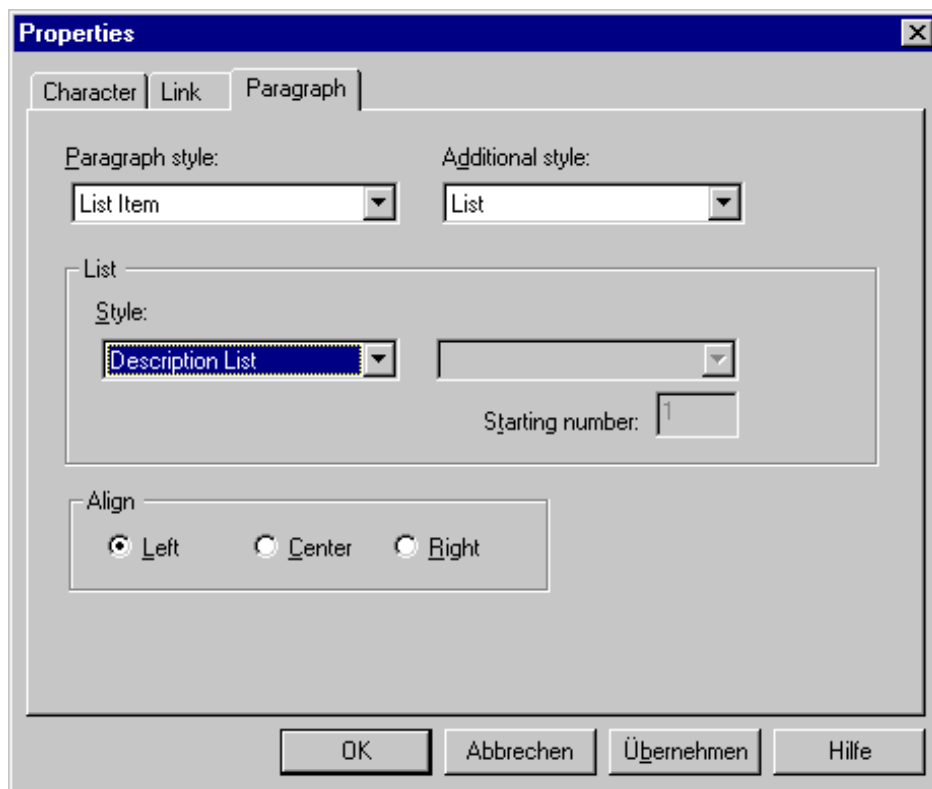 Properties
Character Link Paragraph
Paragraph style: Additional style:
List Item List
List
Style:
Description List
Starting number: 1
Align
Left Center Right
OK Abbrechen Übernehmen Hilfe